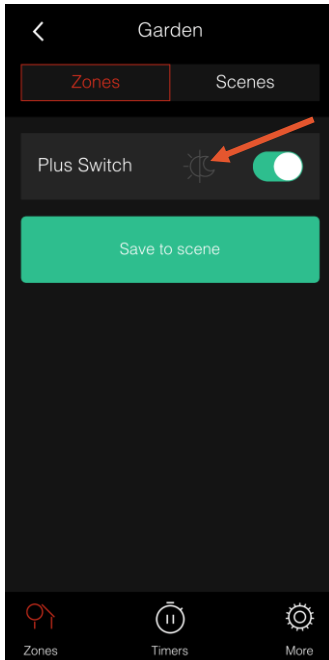 Garden
Zones Scenes
Plus Switch
Save to scene
Zones Timers More